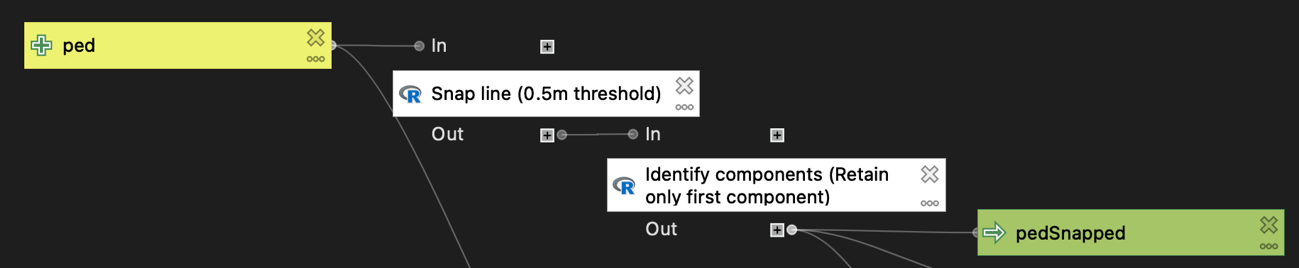 ped
In
Snap line (0.5m threshold)
Out
In
Identify components (Retain
only first component)
Out
pedSnapped